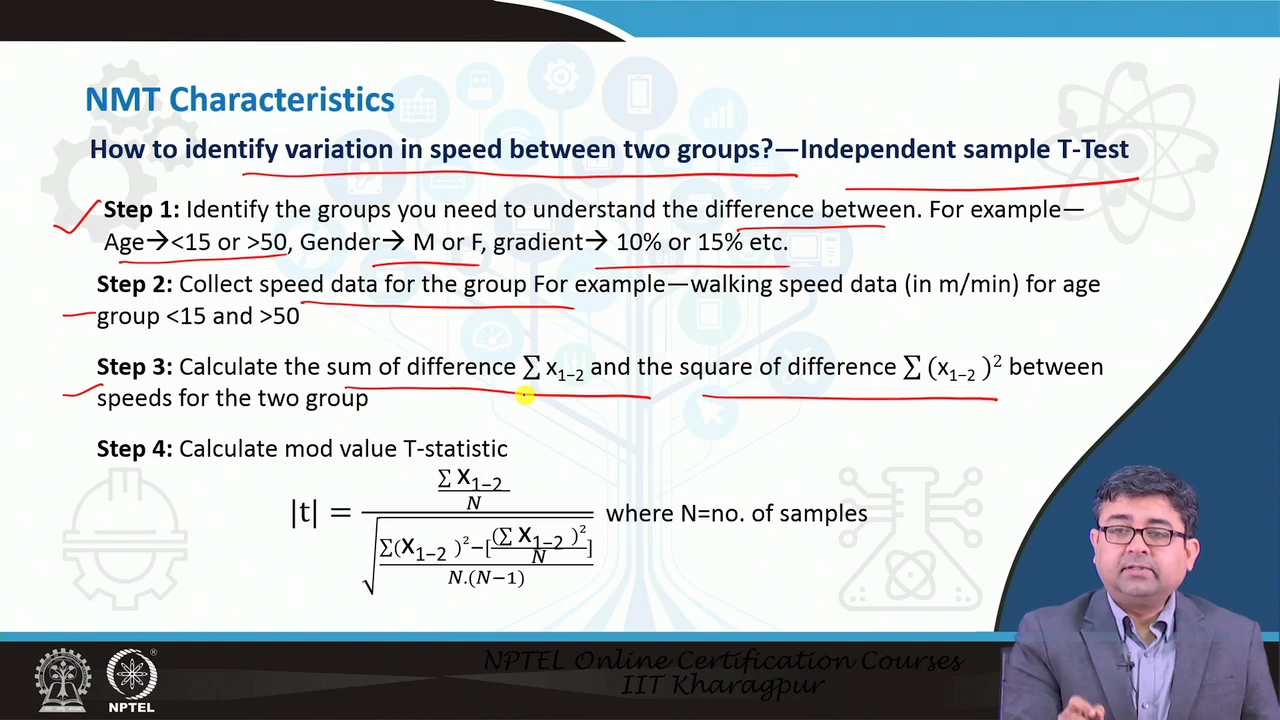 NMT Characteristics
How to identify variation in speed between two groups?—Independent sample T-Test
Step 1: Identify the groups you need to understand the difference between. For example—
Age→<15 or >50, Gender→ M or F, gradient→ 10% or 15% etc.
Step 2: Collect speed data for the group For example—walking speed data (in m/min) for age
group <15 and >50
Step 3: Calculate the sum of difference ∑ x₁₋₂ and the square of difference ∑ (x₁₋₂ )² between
speeds for the two group
Step 4: Calculate mod value T-statistic
|t| = (∑ X₁₋₂ / N) / √((∑(X₁₋₂ )² − [(∑ X₁₋₂ )² / N]) / (N.(N−1))) where N=no. of samples
NPTEL Online Certification Courses
IIT Kharagpur
NPTEL